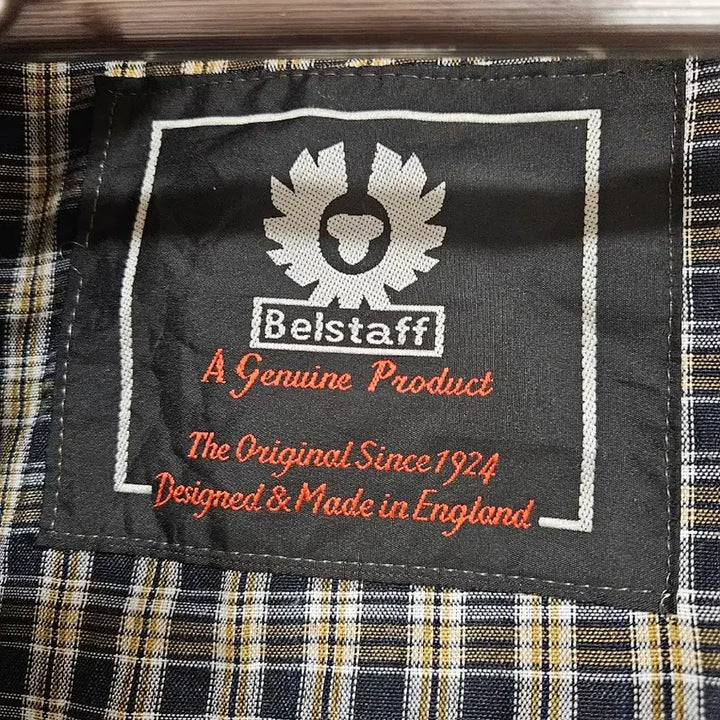 Belstaff
A Genuine Product
The Original Since 1924
Designed & Made in England